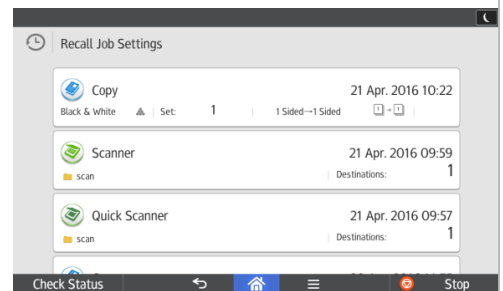 Recall Job Settings
Copy 21 Apr. 2016 10:22
Black & White Set: 1 1 Sided→1 Sided 1 → 1
Scanner 21 Apr. 2016 09:59
scan Destinations: 1
Quick Scanner 21 Apr. 2016 09:57
scan Destinations: 1
Check Status Stop